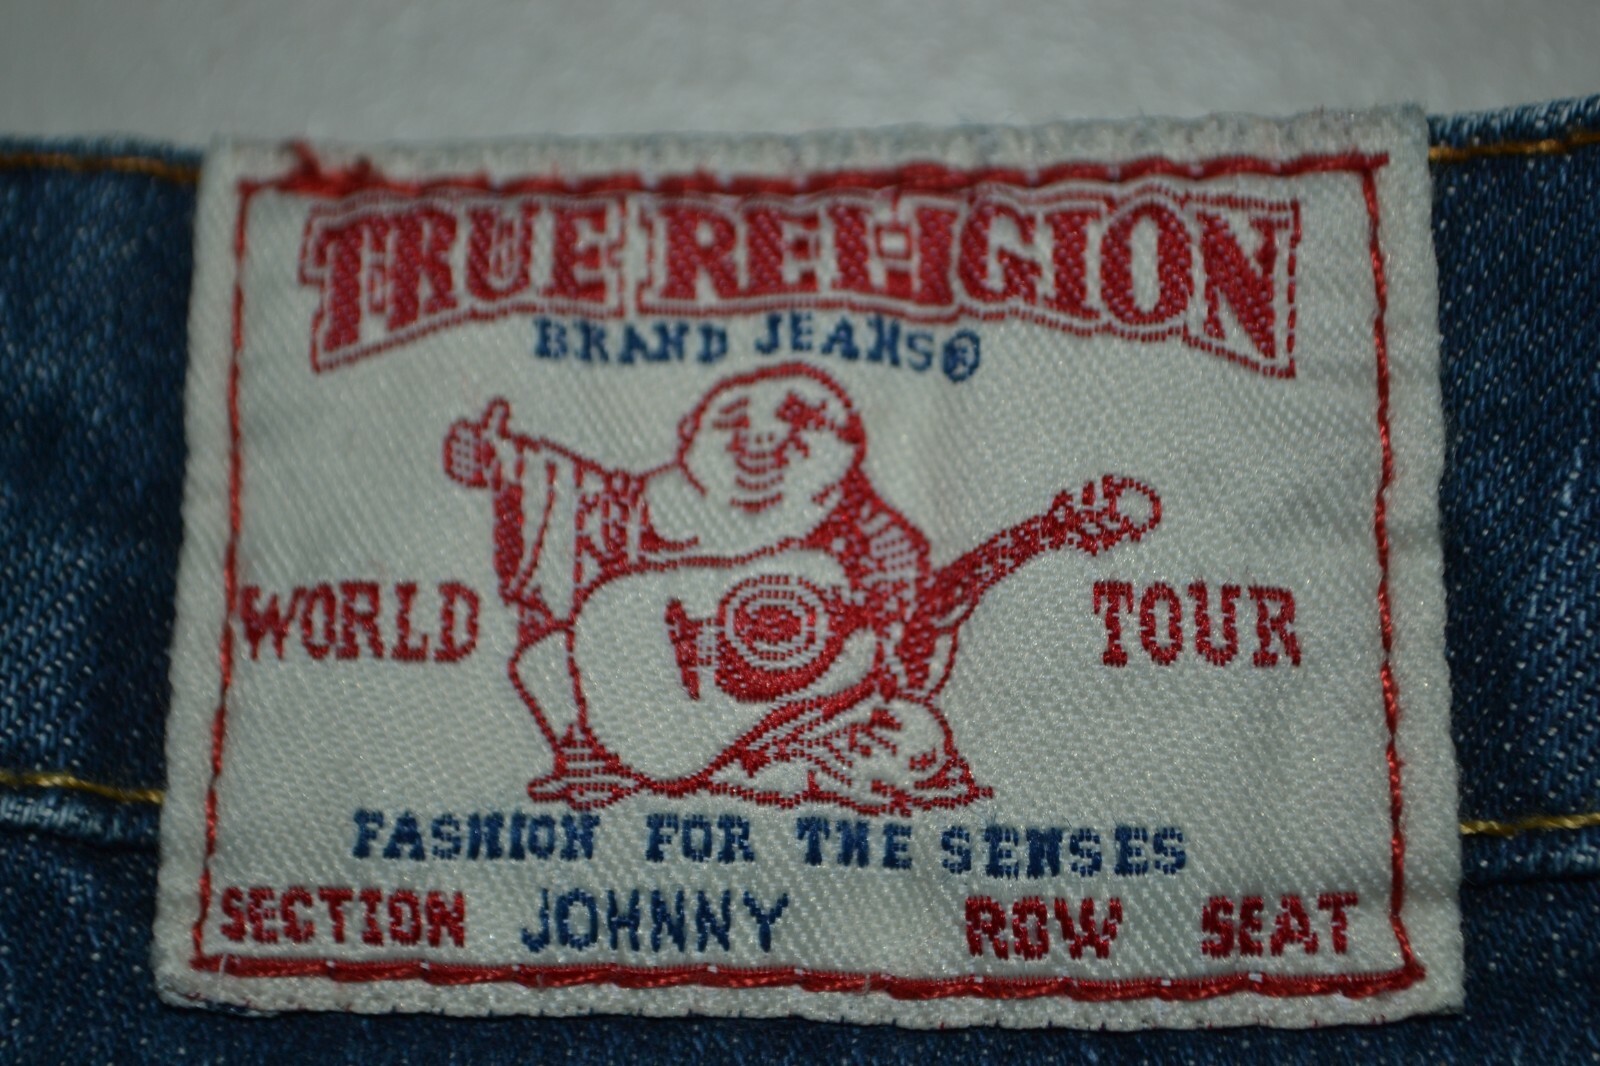 TRUE RELIGION
BRAND JEANS®
WORLD TOUR
FASHION FOR THE SENSES
SECTION JOHNNY ROW SEAT